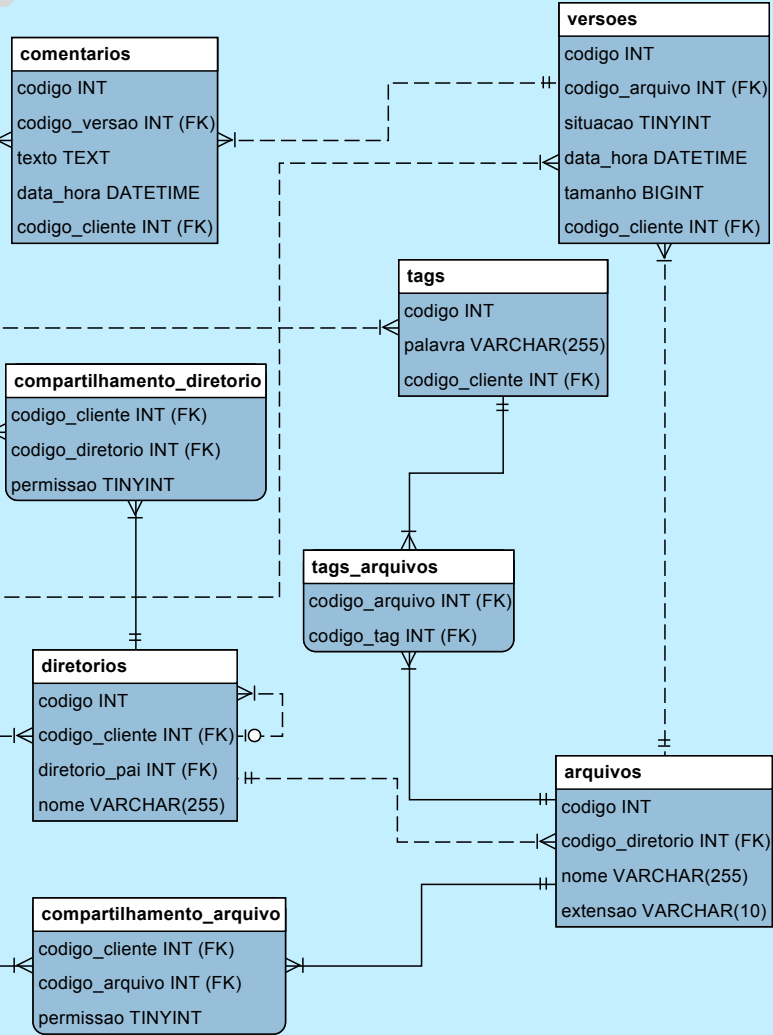 versoes
codigo INT
codigo_arquivo INT (FK)
situacao TINYINT
data_hora DATETIME
tamanho BIGINT
codigo_cliente INT (FK)
comentarios
codigo INT
codigo_versao INT (FK)
texto TEXT
data_hora DATETIME
codigo_cliente INT (FK)
tags
codigo INT
palavra VARCHAR(255)
codigo_cliente INT (FK)
compartilhamento_diretorio
codigo_cliente INT (FK)
codigo_diretorio INT (FK)
permissao TINYINT
tags_arquivos
codigo_arquivo INT (FK)
codigo_tag INT (FK)
diretorios
codigo INT
codigo_cliente INT (FK)
diretorio_pai INT (FK)
nome VARCHAR(255)
arquivos
codigo INT
codigo_diretorio INT (FK)
nome VARCHAR(255)
extensao VARCHAR(10)
compartilhamento_arquivo
codigo_cliente INT (FK)
codigo_arquivo INT (FK)
permissao TINYINT